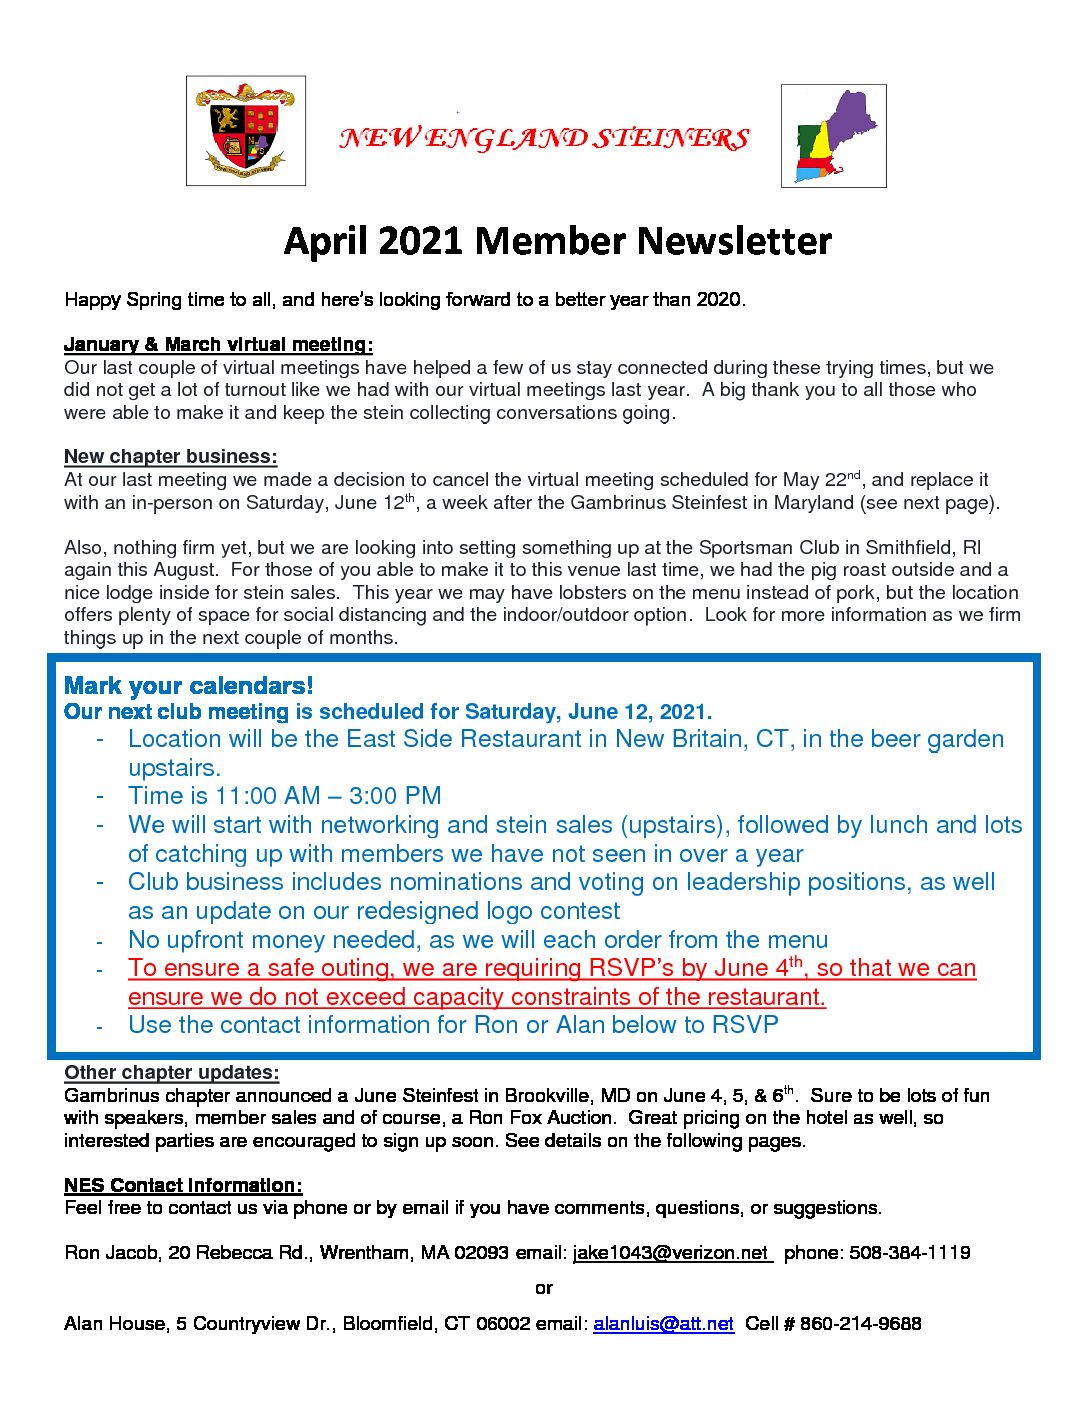 NEW ENGLAND STEINERS
April 2021 Member Newsletter
Happy Spring time to all, and here's looking forward to a better year than 2020.
January & March virtual meeting:
Our last couple of virtual meetings have helped a few of us stay connected during these trying times, but we
did not get a lot of turnout like we had with our virtual meetings last year.  A big thank you to all those who
were able to make it and keep the stein collecting conversations going.
New chapter business:
At our last meeting we made a decision to cancel the virtual meeting scheduled for May 22nd, and replace it
with an in-person on Saturday, June 12th, a week after the Gambrinus Steinfest in Maryland (see next page).
Also, nothing firm yet, but we are looking into setting something up at the Sportsman Club in Smithfield, RI
again this August.  For those of you able to make it to this venue last time, we had the pig roast outside and a
nice lodge inside for stein sales.  This year we may have lobsters on the menu instead of pork, but the location
offers plenty of space for social distancing and the indoor/outdoor option.  Look for more information as we firm
things up in the next couple of months.
Mark your calendars!
Our next club meeting is scheduled for Saturday, June 12, 2021.
- Location will be the East Side Restaurant in New Britain, CT, in the beer garden
upstairs.
- Time is 11:00 AM – 3:00 PM
- We will start with networking and stein sales (upstairs), followed by lunch and lots
of catching up with members we have not seen in over a year
- Club business includes nominations and voting on leadership positions, as well
as an update on our redesigned logo contest
- No upfront money needed, as we will each order from the menu
- To ensure a safe outing, we are requiring RSVP's by June 4th, so that we can
ensure we do not exceed capacity constraints of the restaurant.
- Use the contact information for Ron or Alan below to RSVP
Other chapter updates:
Gambrinus chapter announced a June Steinfest in Brookville, MD on June 4, 5, & 6th.  Sure to be lots of fun
with speakers, member sales and of course, a Ron Fox Auction.  Great pricing on the hotel as well, so
interested parties are encouraged to sign up soon. See details on the following pages.
NES Contact Information:
Feel free to contact us via phone or by email if you have comments, questions, or suggestions.
Ron Jacob, 20 Rebecca Rd., Wrentham, MA 02093 email: jake1043@verizon.net  phone: 508-384-1119
or
Alan House, 5 Countryview Dr., Bloomfield, CT 06002 email: alanluis@att.net  Cell # 860-214-9688